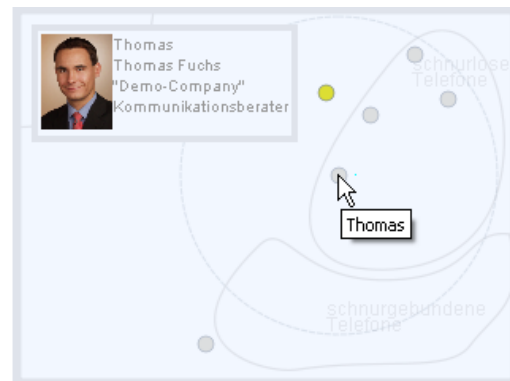 Thomas
Thomas Fuchs
"Demo-Company"
Kommunikationsberater
schnurlose
Telefone
Thomas
schnurgebundene
Telefone